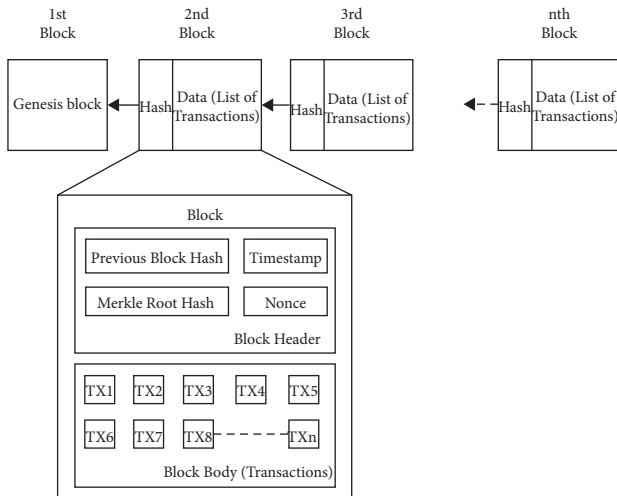 1st
Block
2nd
Block
3rd
Block
nth
Block
Genesis block
Hash
Data (List of
Transactions)
Hash
Data (List of
Transactions)
Hash
Data (List of
Transactions)
Block
Previous Block Hash
Timestamp
Merkle Root Hash
Nonce
Block Header
TX1 TX2 TX3 TX4 TX5
TX6 TX7 TX8 TXn
Block Body (Transactions)